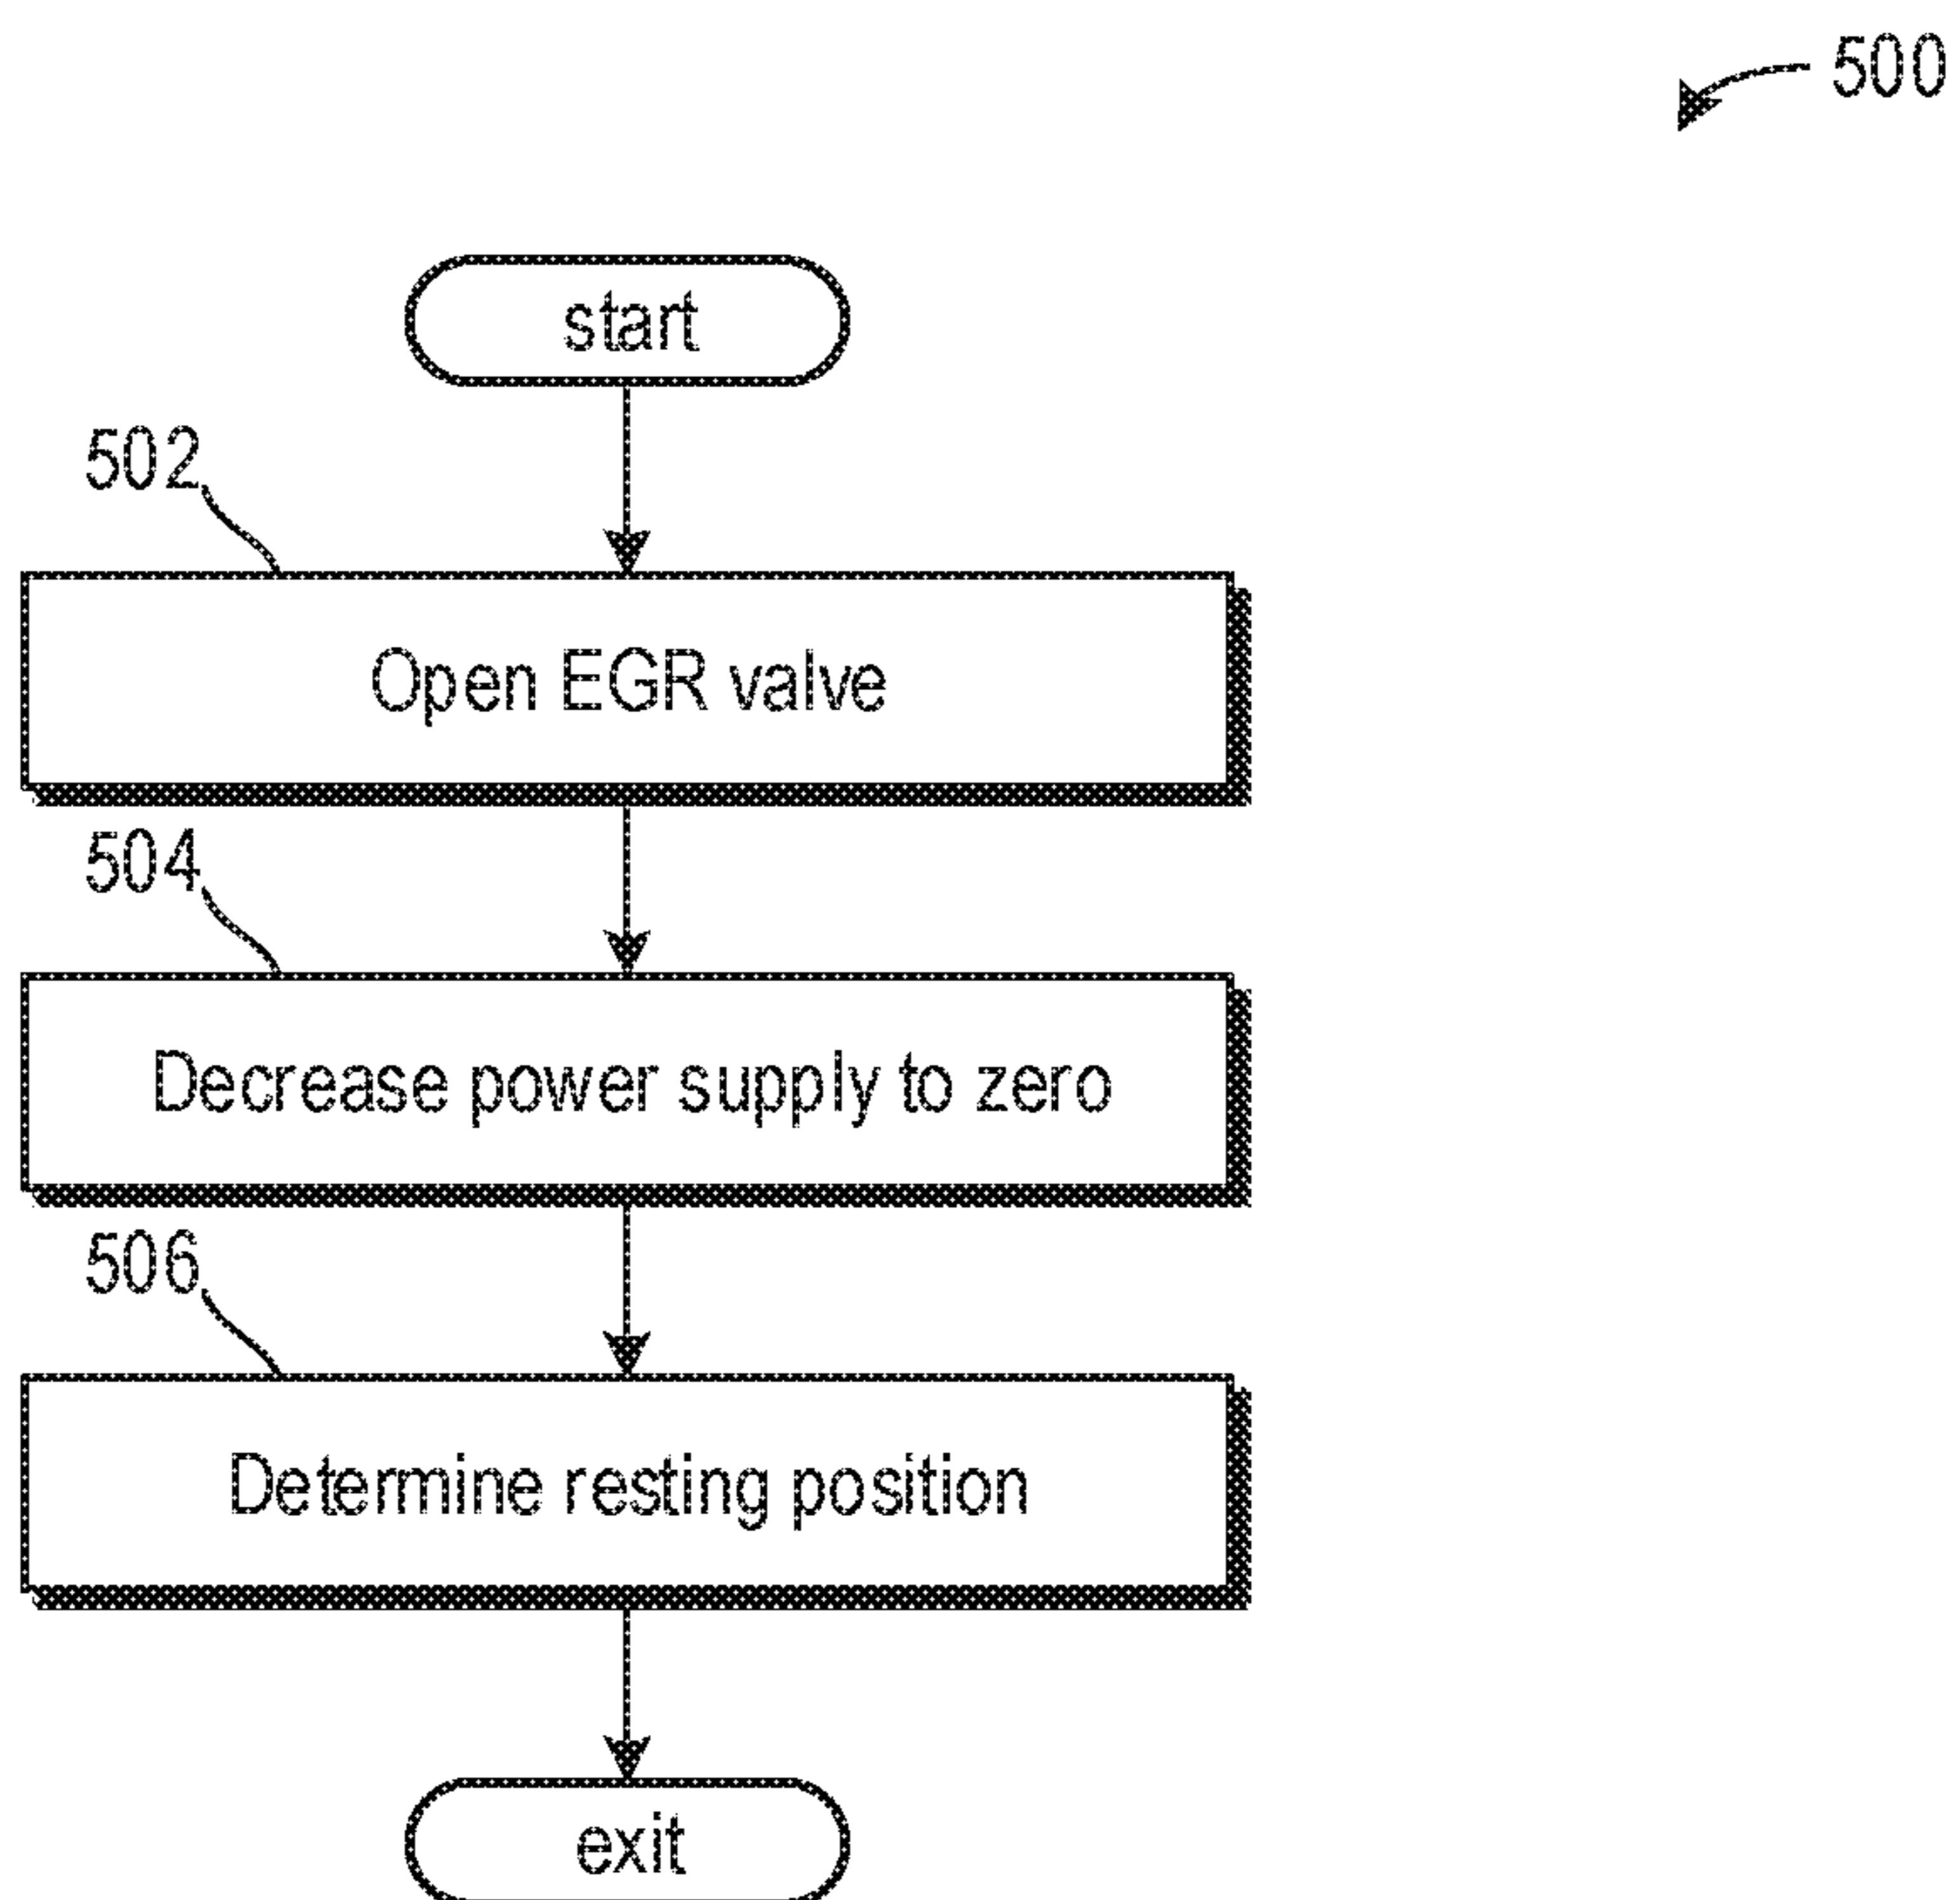 500
start
502
Open EGR valve
504
Decrease power supply to zero
506
Determine resting position
exit